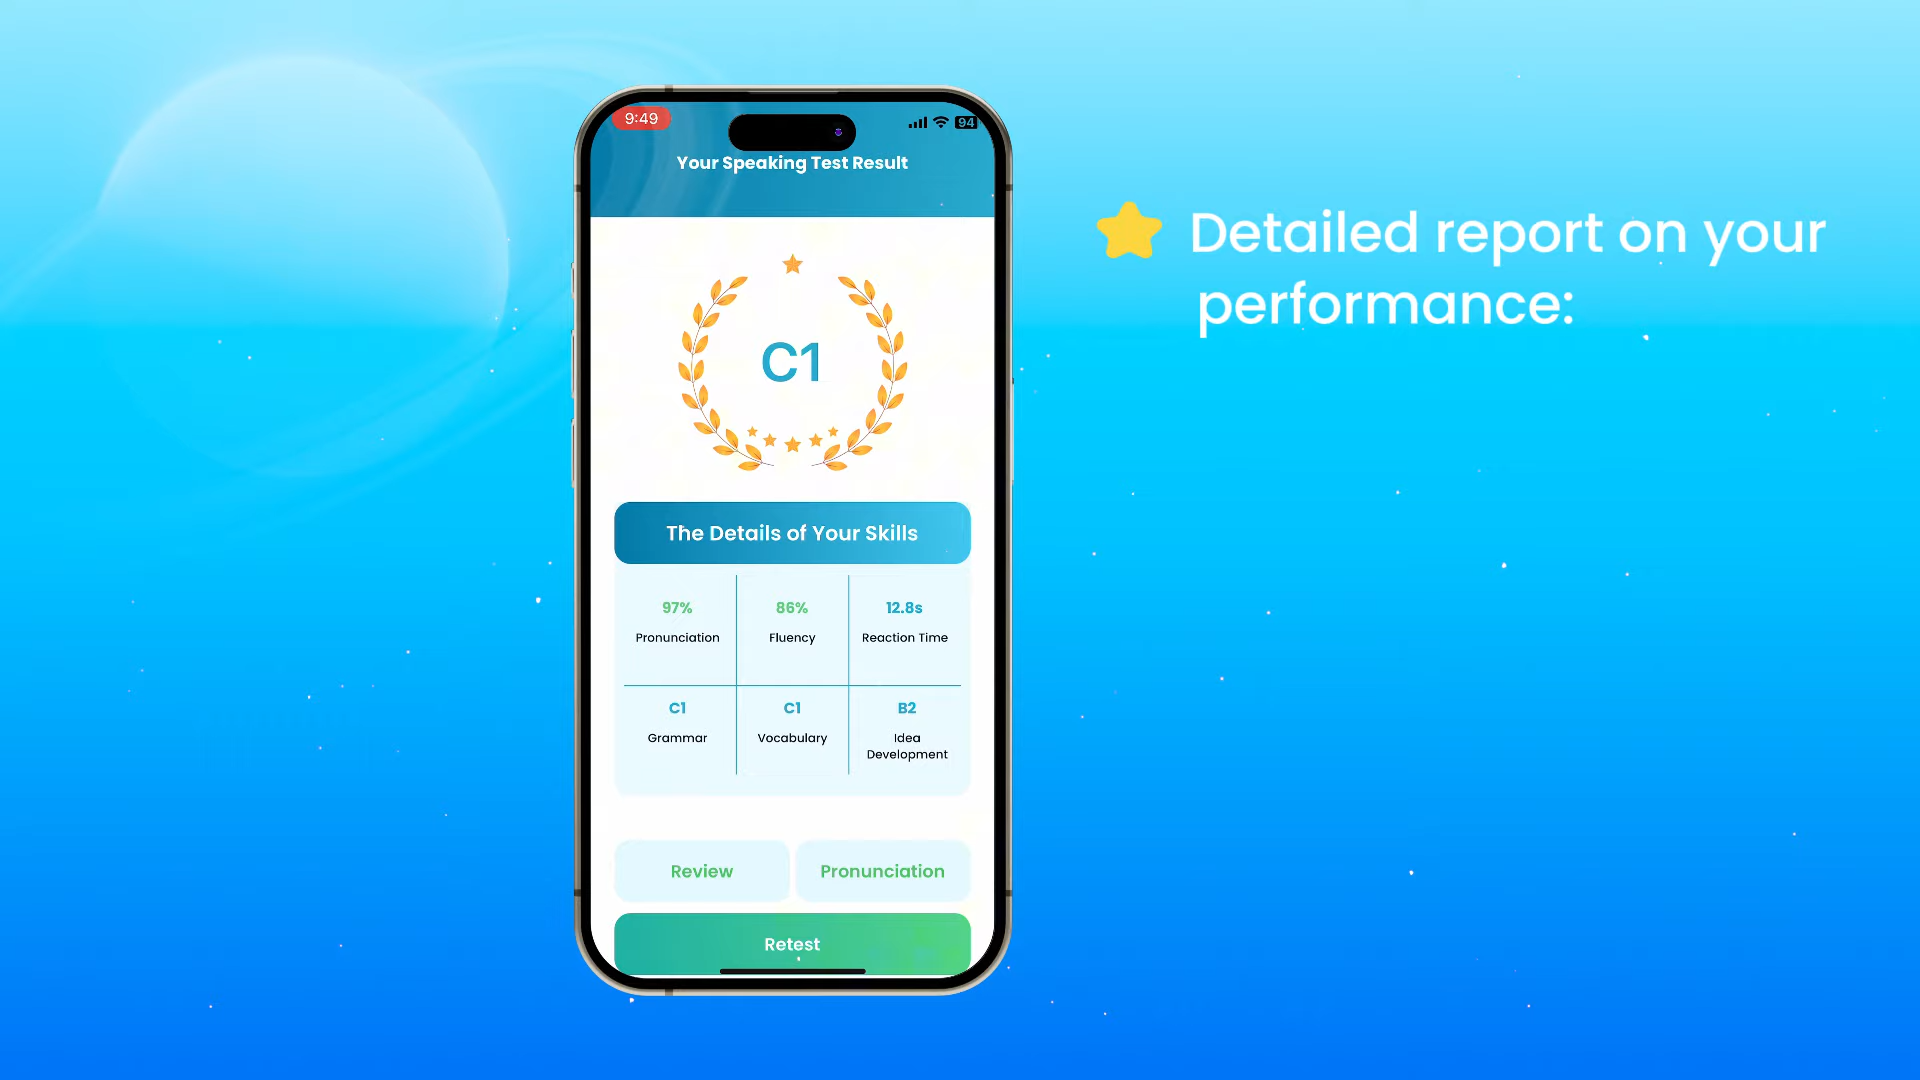 9:49
94
Your Speaking Test Result
C1
The Details of Your Skills
97%
Pronunciation
86%
Fluency
12.8s
Reaction Time
C1
Grammar
C1
Vocabulary
B2
Idea
Development
Review
Pronunciation
Retest
Detailed report on your
performance: